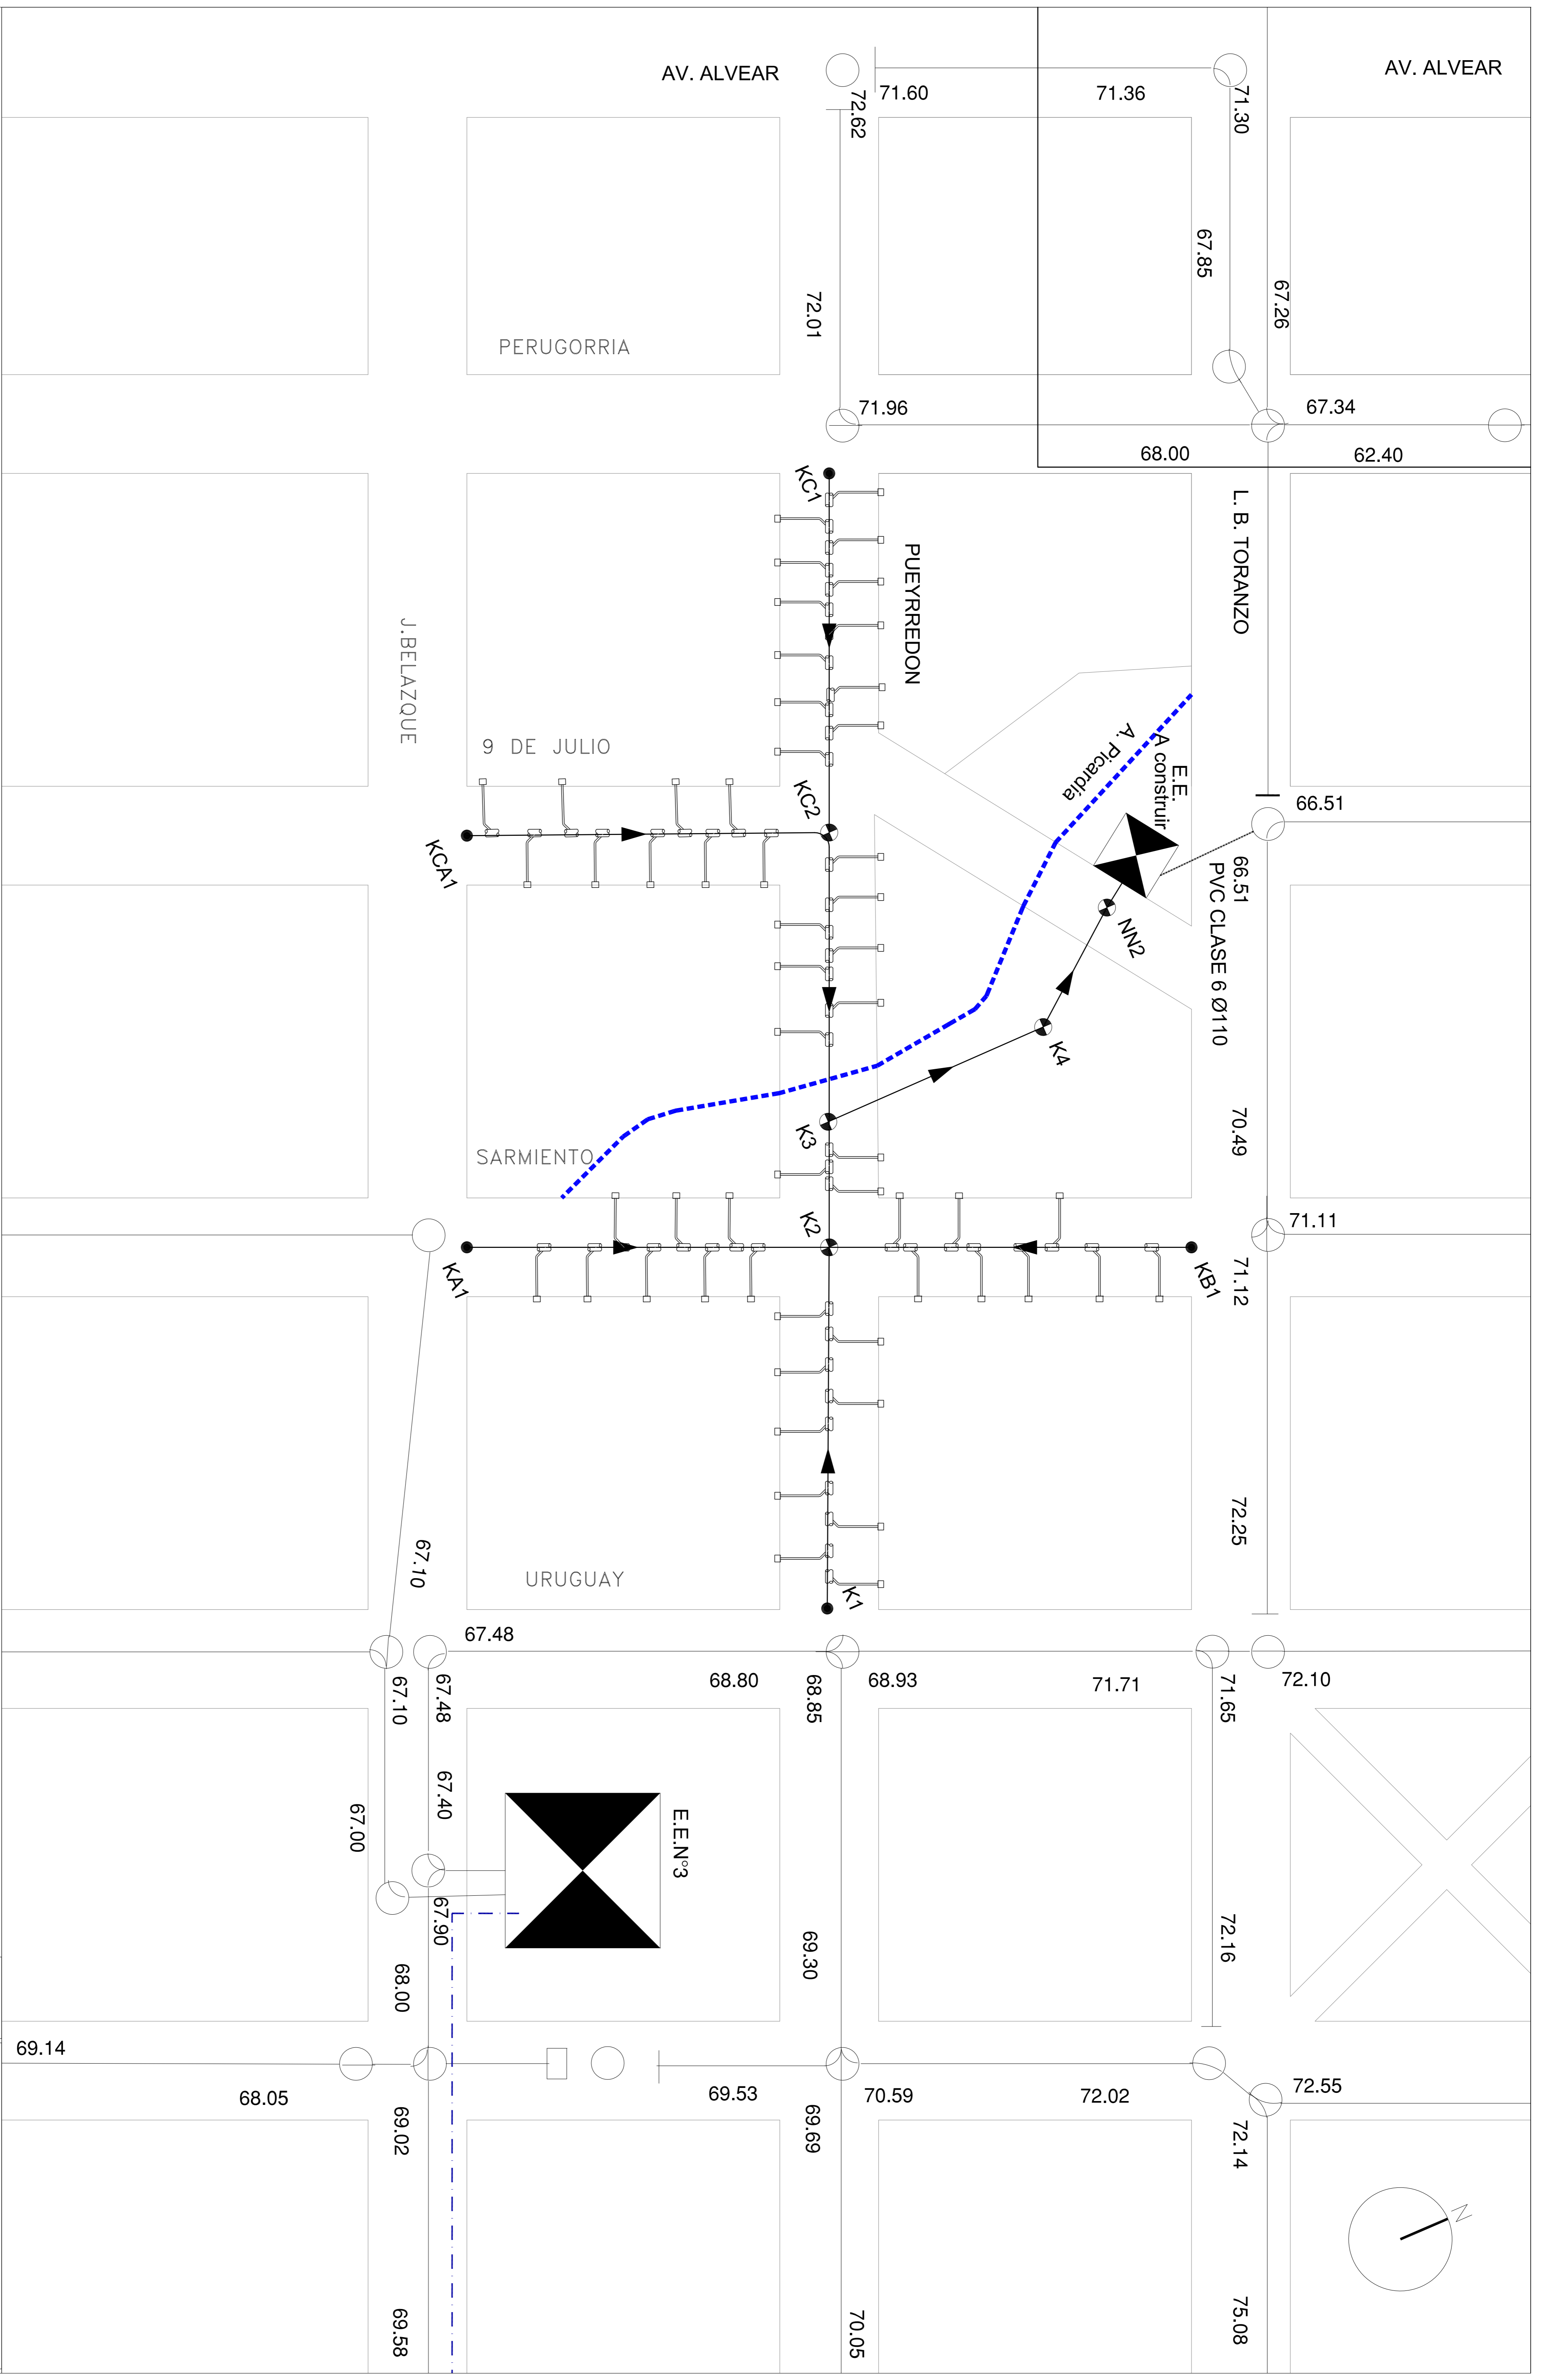 AV. ALVEAR
AV. ALVEAR
71.60
71.36
72.62
71.30
67.85
67.26
72.01
PERUGORRIA
71.96
67.34
68.00
62.40
KC1
PUEYRREDON
L. B. TORANZO
J.BELAZQUE
9 DE JULIO
A. Picardía
E.E.
A construir
KC2
66.51
KCA1
66.51
PVC CLASE 6 Ø110
NN2
K4
K3
70.49
SARMIENTO
K2
71.11
KA1
KB1
71.12
72.25
67.10
URUGUAY
K1
67.48
68.80
68.93
71.71
72.10
67.10
67.48
68.85
71.65
67.40
67.00
E.E.N°3
67.90
69.30
72.16
68.00
69.14
68.05
69.53
70.59
72.02
72.55
69.02
69.69
72.14
N
69.58
70.05
75.08